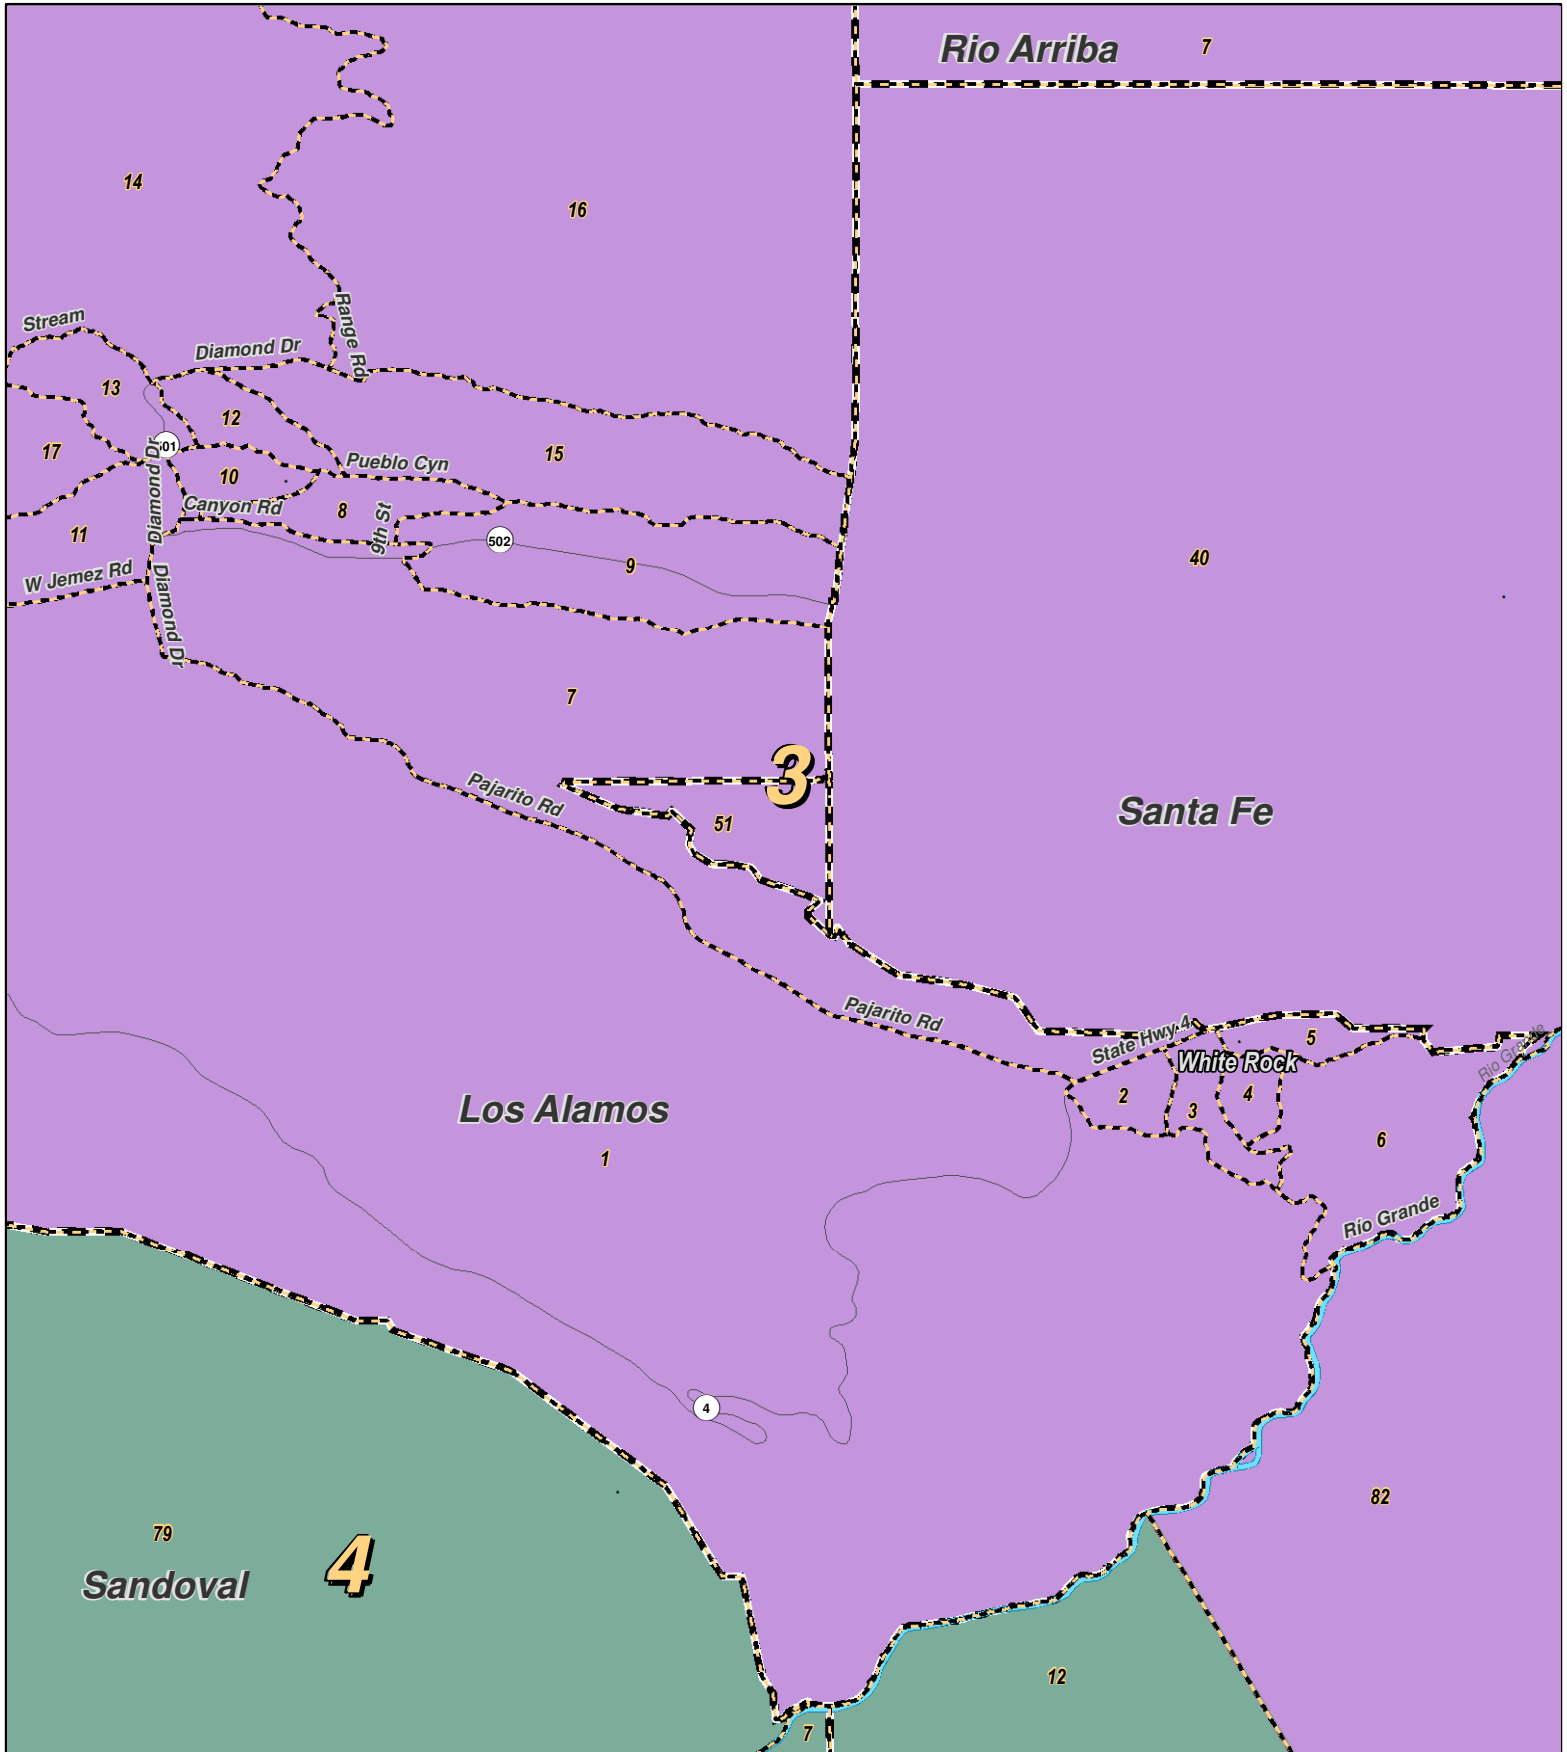 Rio Arriba
7
14
16
Range Rd
Stream
Diamond Dr
13
12
17
501
15
Pueblo Cyn
10
Diamond Dr
Canyon Rd
8
9th St
11
502
9
40
W Jemez Rd
Diamond Dr
7
3
Pajarito Rd
51
Santa Fe
Pajarito Rd
State Hwy 4
5
White Rock
Rio Grande
2
4
3
Los Alamos
1
6
Río Grande
4
82
79
4
Sandoval
12
7